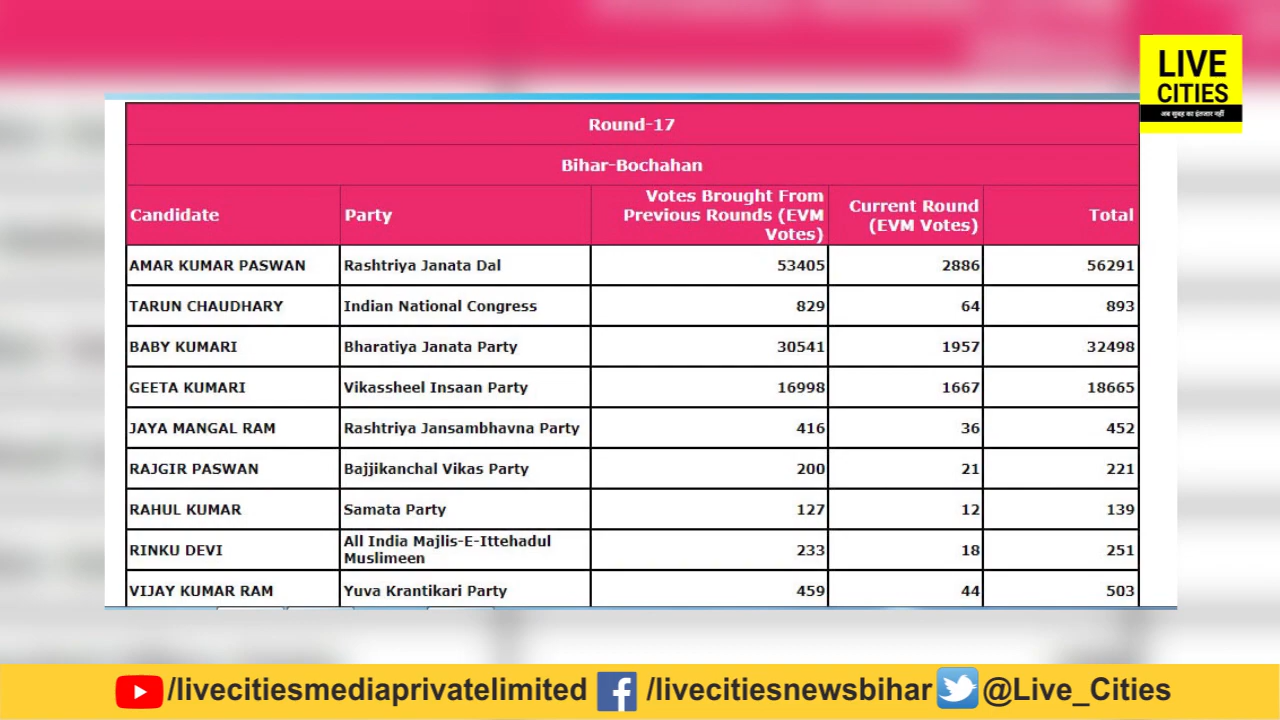 LIVE
CITIES
अब सुबह का इंतजार नहीं
Round-17
Bihar-Bochahan
Candidate Party Votes Brought From Previous Rounds (EVM Votes) Current Round (EVM Votes) Total
AMAR KUMAR PASWAN Rashtriya Janata Dal 53405 2886 56291
TARUN CHAUDHARY Indian National Congress 829 64 893
BABY KUMARI Bharatiya Janata Party 30541 1957 32498
GEETA KUMARI Vikassheel Insaan Party 16998 1667 18665
JAYA MANGAL RAM Rashtriya Jansambhavna Party 416 36 452
RAJGIR PASWAN Bajjikanchal Vikas Party 200 21 221
RAHUL KUMAR Samata Party 127 12 139
RINKU DEVI All India Majlis-E-Ittehadul Muslimeen 233 18 251
VIJAY KUMAR RAM Yuva Krantikari Party 459 44 503
/livecitiesmediaprivatelimited /livecitiesnewsbihar @Live_Cities